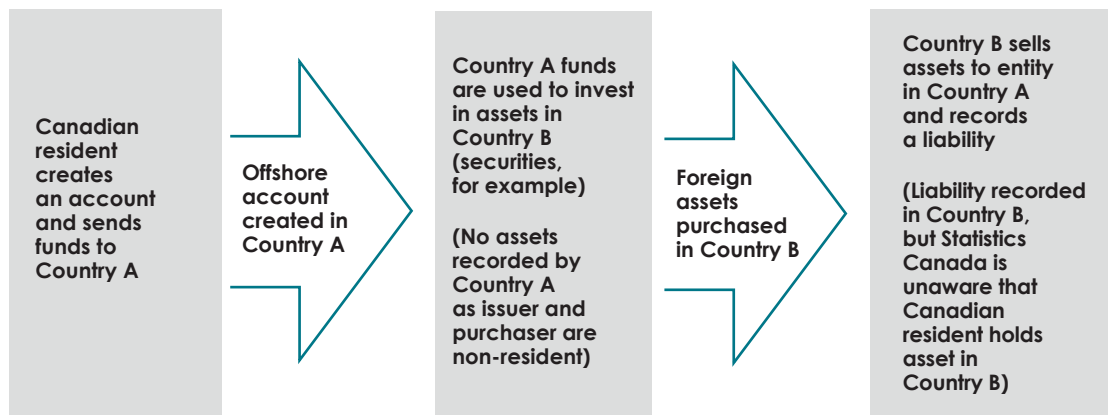 Canadian
resident
creates
an account
and sends
funds to
Country A
Offshore
account
created in
Country A
Country A funds
are used to invest
in assets in
Country B
(securities,
for example)
(No assets
recorded by
Country A
as issuer and
purchaser are
non-resident)
Foreign
assets
purchased
in Country B
Country B sells
assets to entity
in Country A
and records
a liability
(Liability recorded
in Country B,
but Statistics
Canada is
unaware that
Canadian
resident holds
asset in
Country B)